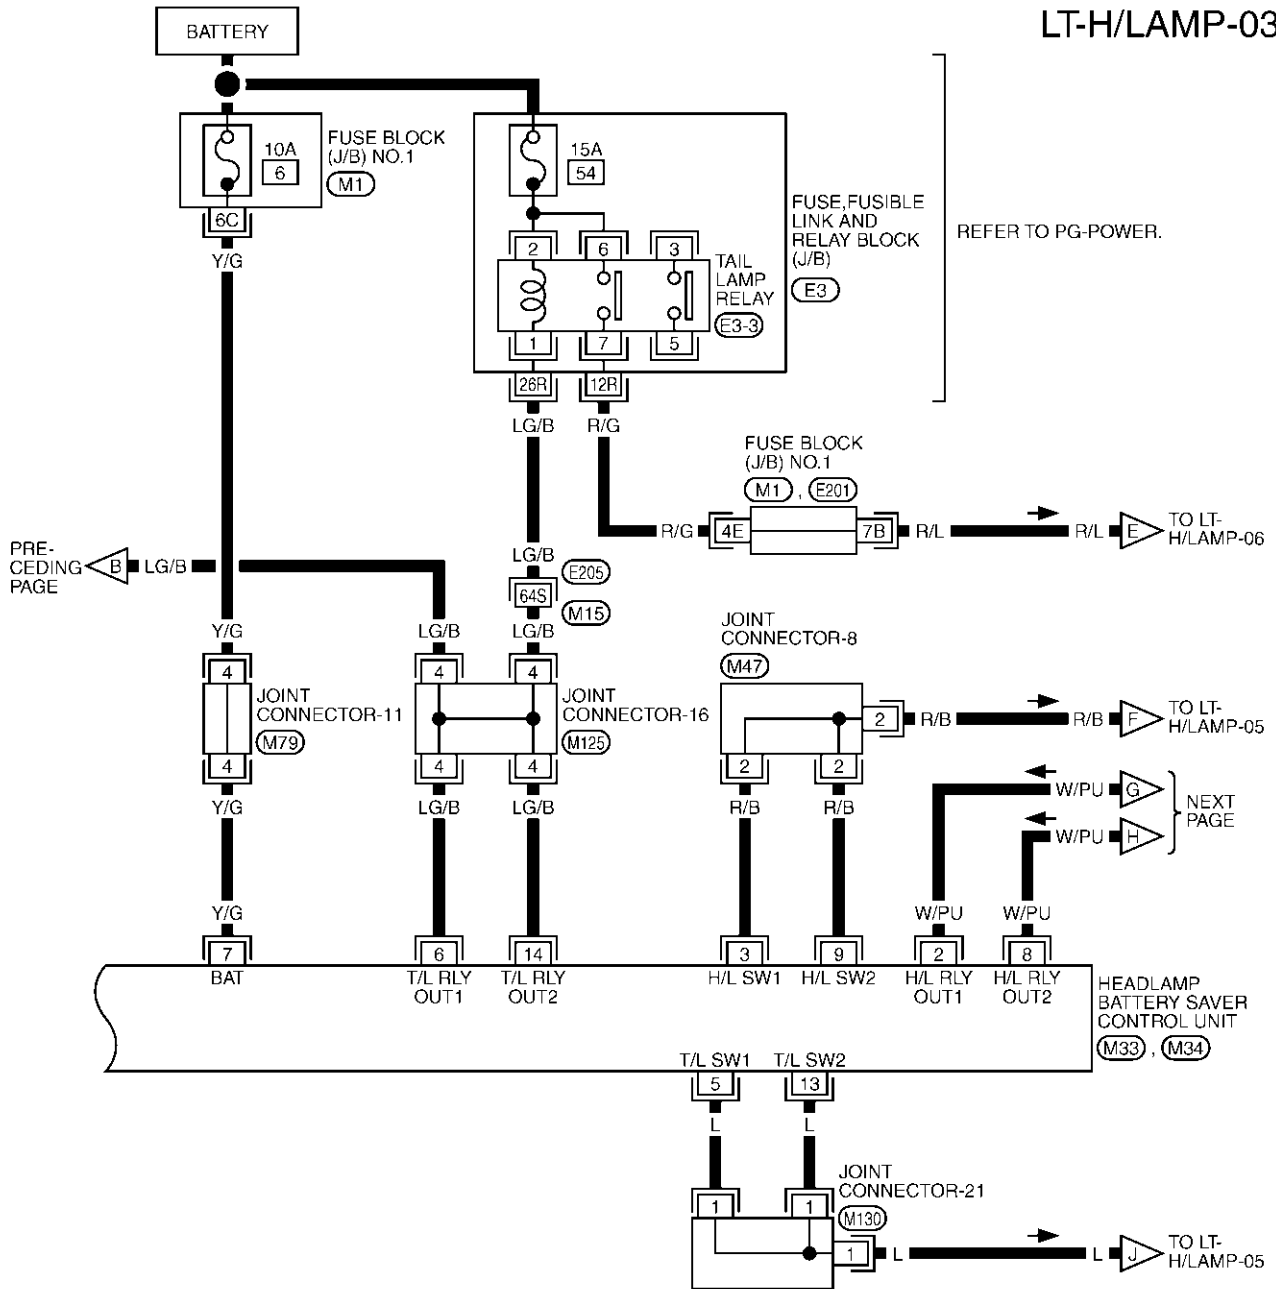 LT-H/LAMP-03
BATTERY
10A
6
FUSE BLOCK
(J/B) NO.1
M1
6C
Y/G
15A
54
2
6
3
TAIL
LAMP
RELAY
E3-3
1
7
5
FUSE,FUSIBLE
LINK AND
RELAY BLOCK
(J/B)
E3
REFER TO PG-POWER.
26R
12R
LG/B
R/G
FUSE BLOCK
(J/B) NO.1
M1 , E201
R/G
4E
7B
R/L
R/L
E
TO LT-
H/LAMP-06
PRE-
CEDING
PAGE
B
LG/B
LG/B
E205
64S
M15
Y/G
LG/B
LG/B
4
4
4
JOINT
CONNECTOR-11
M79
JOINT
CONNECTOR-16
M125
4
4
4
Y/G
LG/B
LG/B
JOINT
CONNECTOR-8
M47
2
R/B
R/B
F
TO LT-
H/LAMP-05
2
2
R/B
R/B
W/PU
G
W/PU
H
NEXT
PAGE
Y/G
W/PU
W/PU
7
6
14
3
9
2
8
BAT
T/L RLY
OUT1
T/L RLY
OUT2
H/L SW1
H/L SW2
H/L RLY
OUT1
H/L RLY
OUT2
HEADLAMP
BATTERY SAVER
CONTROL UNIT
M33 , M34
T/L SW1
T/L SW2
5
13
L
L
JOINT
CONNECTOR-21
M130
1
1
1
L
L
J
TO LT-
H/LAMP-05